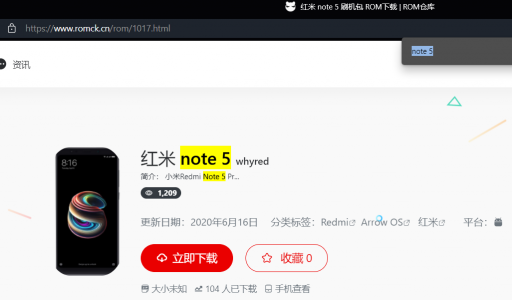 红米 note 5 刷机包 ROM下载 | ROM仓库
https://www.romck.cn/rom/1017.html
note 5
资讯
8:16
红米 note 5 whyred
简介: 小米Redmi Note 5 Pr...
1,209
更新日期: 2020年6月16日 分类标签: Redmi Arrow OS 红米 平台:
立即下载 收藏 0
大小未知 104 人已下载 手机查看